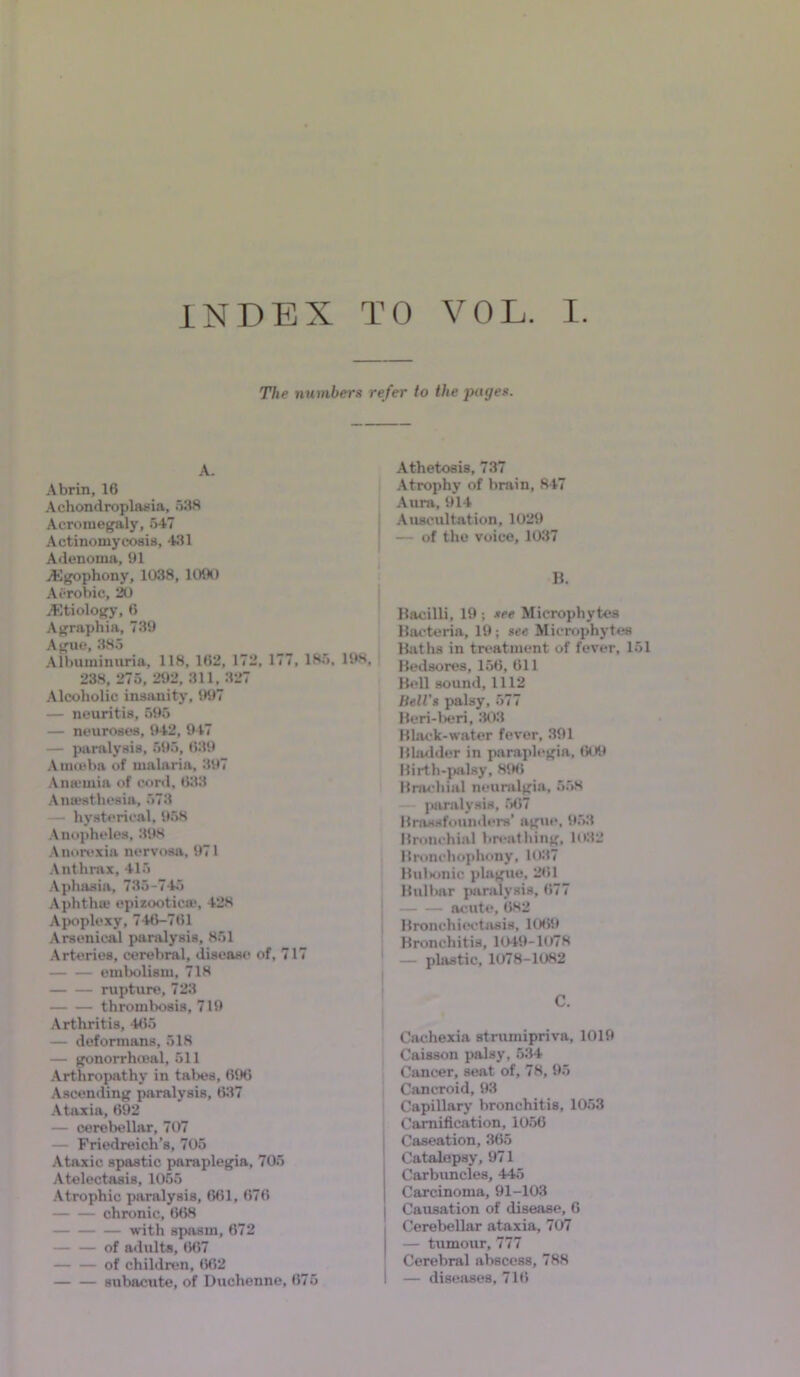 INDEX TO VOL. I.
The numbers refer to the pages.
A.
Abrin, 16
Achondroplasia, 538
Acromegaly, 547
Actinomycosis, 431
Adenoma, 91
Ægophony, 1038, 1090
Aërobic, 20
Ætiology, 6
Agraphia, 739
Ague, 385
Albuminuria, 118, 162, 172, 177, 185, 198,
238, 275, 292, 311, 327
Alcoholic insanity, 997
— neuritis, 595
— neuroses, 942, 947
— paralysis, 595, 639
Amœba of malaria, 397
Anæmia of cord, 633
Anæsthesia, 573
— hysterical, 958
Anopheles, 398
Anorexia nervosa, 971
Anthrax, 415
Aphasia, 735-745
Aphthæ epizooticæ, 428
Apoplexy, 746-761
Arsenical paralysis, 851
Arteries, cerebral, disease of, 717
— — embolism, 718
— — rupture, 723
— — thrombosis, 719
Arthritis, 465
— deformans, 518
— gonorrhœal, 511
Arthropathy in tabes, 696
Ascending paralysis, 637
Ataxia, 692
— cerebellar, 707
— Friedreich's, 705
Ataxic spastic paraplegia, 705
Atelectasis, 1055
Atrophic paralysis, 661, 676
— — chronic, 668
— — — with spasm, 672
— — of adults, 667
— — of children, 662
— — subacute, of Duchenne, 675
Athetosis, 737
Atrophy of brain, 847
Aura, 914
Auscultation, 1029
— of the voice, 1037
B.
Bacilli, 19; see Microphytes
Bacteria, 19; see Microphytes
Baths in treatment of fever, 151
Bedsores, 156, 611
Bell sound, 1112
Bell's palsy, 577
Beri-beri, 303
Black-water fever, 391
Bladder in paraplegia, 609
Birth-palsy, 896
Brachial neuralgia, 558
— paralysis, 567
Brassfounders' ague, 953
Bronchial breathing, 1032
Bronchophony, 1037
Bubonic plague, 261
Bulbar paralysis, 677
— — acute, 682
Bronchiectasis, 1069
Bronchitis, 1049-1078
— plastic, 1078-1082
C.
Cachexia strumipriva, 1019
Caisson palsy, 534
Cancer, seat of, 78, 95
Cancroid, 93
Capillary bronchitis, 1053
Carnification, 1056
Caseation, 365
Catalepsy, 971
Carbuncles, 445
Carcinoma, 91-103
Causation of disease, 6
Cerebellar ataxia, 707
— tumour, 777
Cerebral abscess, 788
— diseases, 716